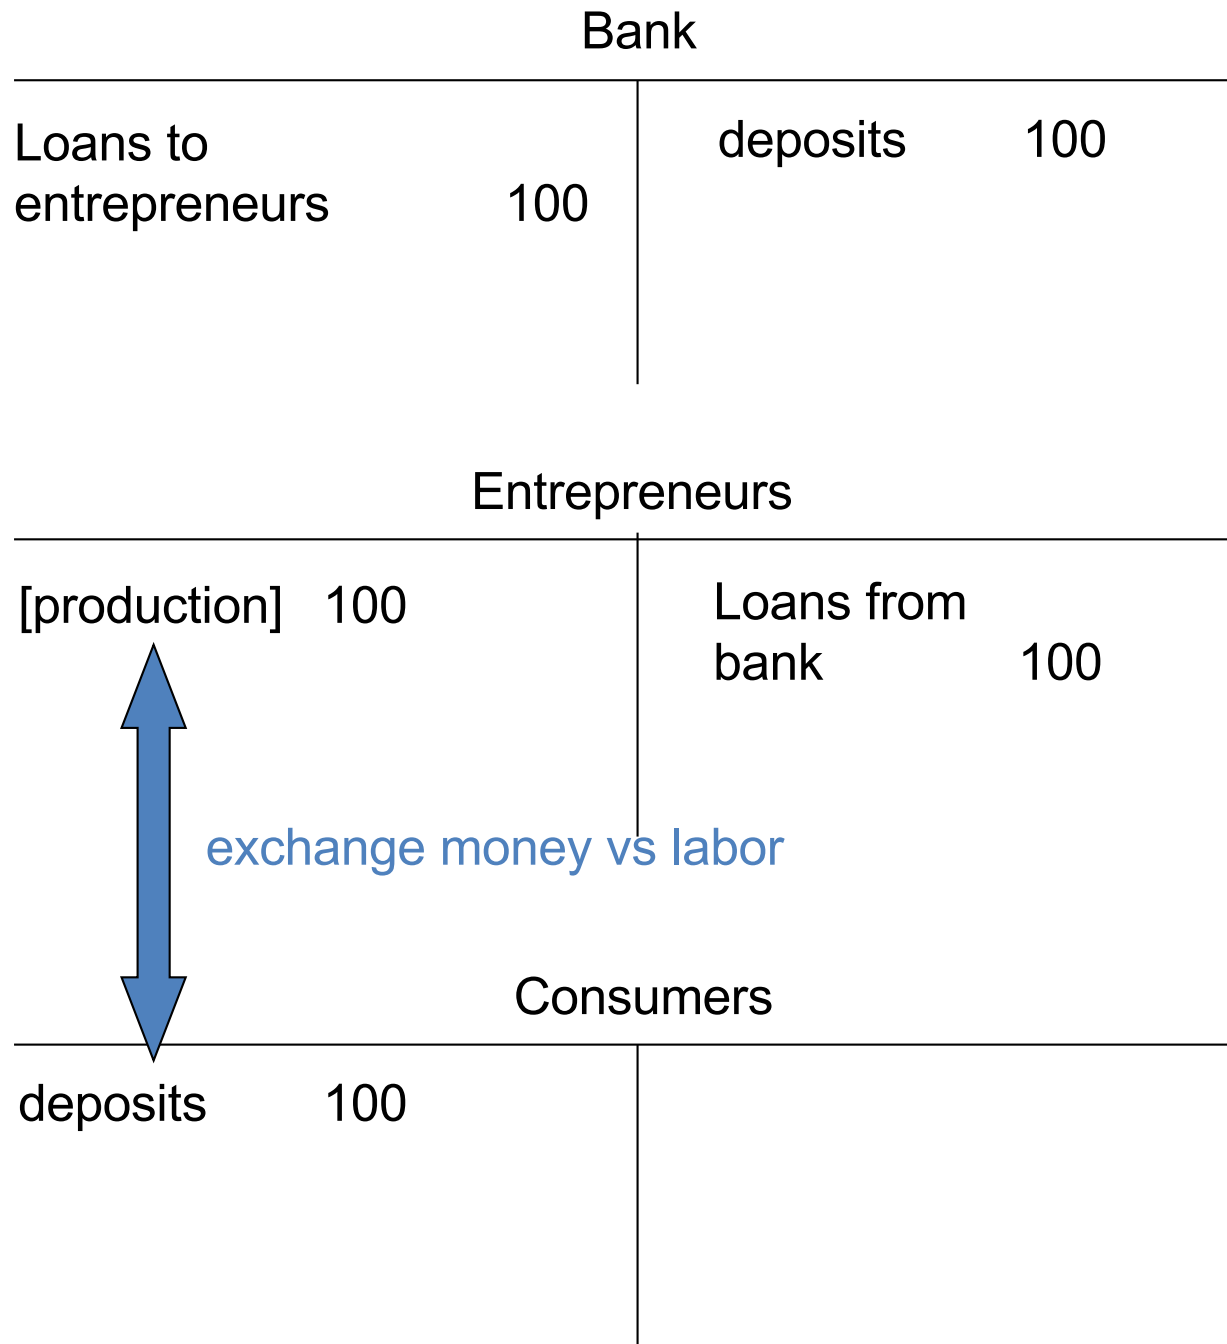 Bank
Loans to
entrepreneurs 100
deposits 100
Entrepreneurs
[production] 100
Loans from
bank 100
exchange money vs labor
Consumers
deposits 100